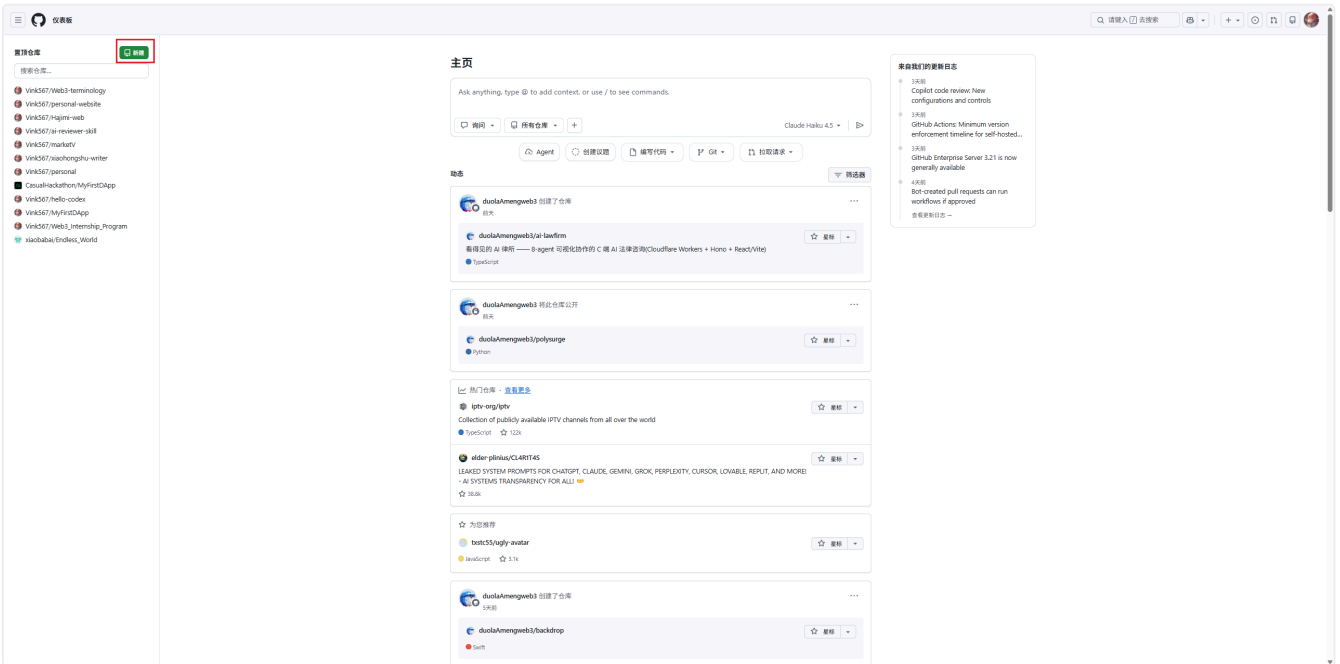 仪表板
请键入 / 去搜索
置顶仓库
新建
搜索仓库...
Vink567/Web3-terminology
Vink567/personal-website
Vink567/Hajimi-web
Vink567/ai-reviewer-skill
Vink567/marketV
Vink567/xiaohongshu-writer
Vink567/personal
CasualHackathon/MyFirstDApp
Vink567/hello-codex
Vink567/MyFirstDApp
Vink567/Web3_Internship_Program
xiaobabai/Endless_World
主页
Ask anything, type @ to add context, or use / to see commands.
询问
所有仓库
Claude Haiku 4.5
Agent
创建议题
编写代码
Git
拉取请求
动态
筛选器
duolaAmengweb3 创建了仓库
前天
duolaAmengweb3/ai-lawfirm
星标
看得见的 AI 律所 —— 8-agent 可视化协作的 C 端 AI 法律咨询(Cloudflare Workers + Hono + React/Vite)
TypeScript
duolaAmengweb3 将此仓库公开
前天
duolaAmengweb3/polysurge
星标
Python
热门仓库 · 查看更多
iptv-org/iptv
星标
Collection of publicly available IPTV channels from all over the world
TypeScript 122k
elder-plinius/CL4R1T4S
星标
LEAKED SYSTEM PROMPTS FOR CHATGPT, CLAUDE, GEMINI, GROK, PERPLEXITY, CURSOR, LOVABLE, REPLIT, AND MORE!
- AI SYSTEMS TRANSPARENCY FOR ALL! 👐
38.8k
为您推荐
txstc55/ugly-avatar
星标
JavaScript 3.1k
duolaAmengweb3 创建了仓库
5天前
duolaAmengweb3/backdrop
星标
Swift
来自我们的更新日志
3天前
Copilot code review: New
configurations and controls
3天前
GitHub Actions: Minimum version
enforcement timeline for self-hosted...
3天前
GitHub Enterprise Server 3.21 is now
generally available
4天前
Bot-created pull requests can run
workflows if approved
查看更新日志 →